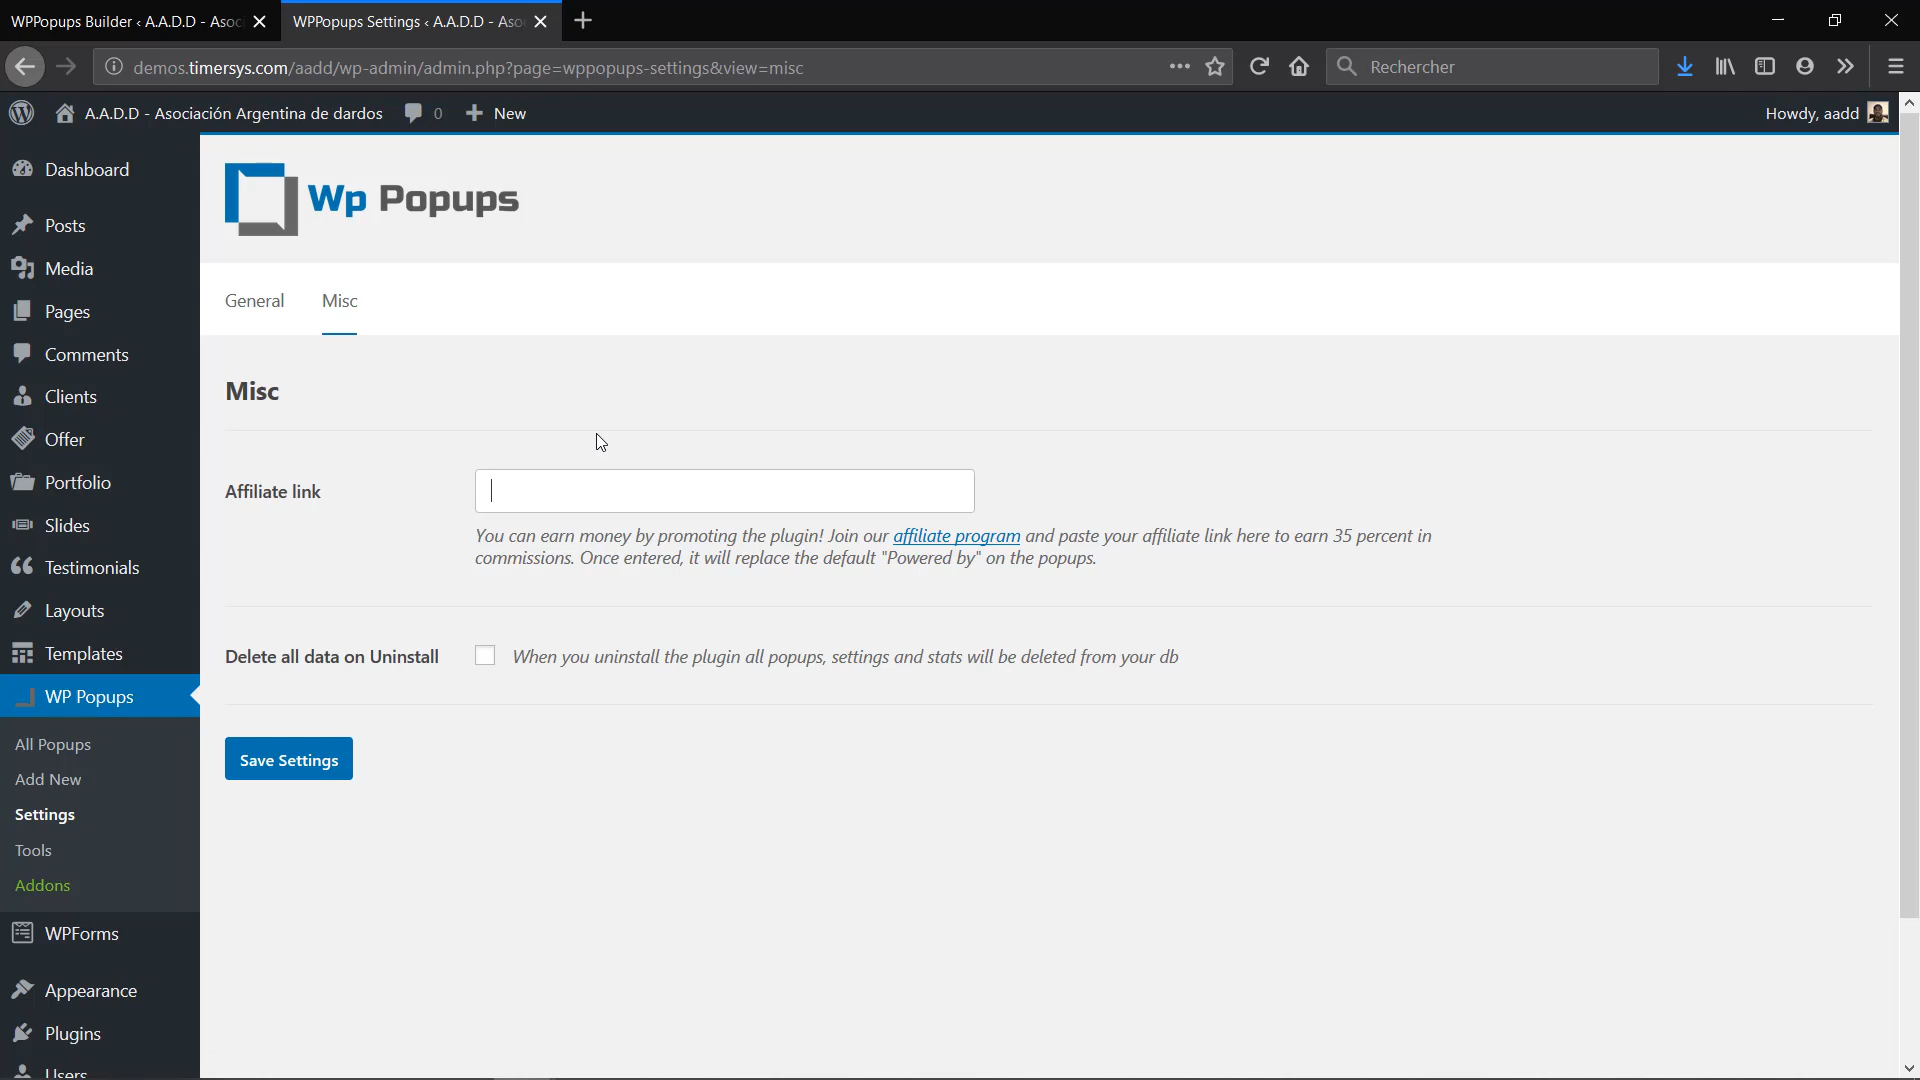 WPPopups Builder ‹ A.A.D.D - Asoc
WPPopups Settings ‹ A.A.D.D - Aso
demos.timersys.com/aadd/wp-admin/admin.php?page=wppopups-settings&view=misc
Rechercher
A.A.D.D - Asociación Argentina de dardos
0
New
Howdy, aadd
Dashboard
Posts
Media
Pages
Comments
Clients
Offer
Portfolio
Slides
Testimonials
Layouts
Templates
WP Popups
All Popups
Add New
Settings
Tools
Addons
WPForms
Appearance
Plugins
Users
Wp Popups
General
Misc
Misc
Affiliate link
You can earn money by promoting the plugin! Join our affiliate program and paste your affiliate link here to earn 35 percent in
commissions. Once entered, it will replace the default "Powered by" on the popups.
Delete all data on Uninstall
When you uninstall the plugin all popups, settings and stats will be deleted from your db
Save Settings